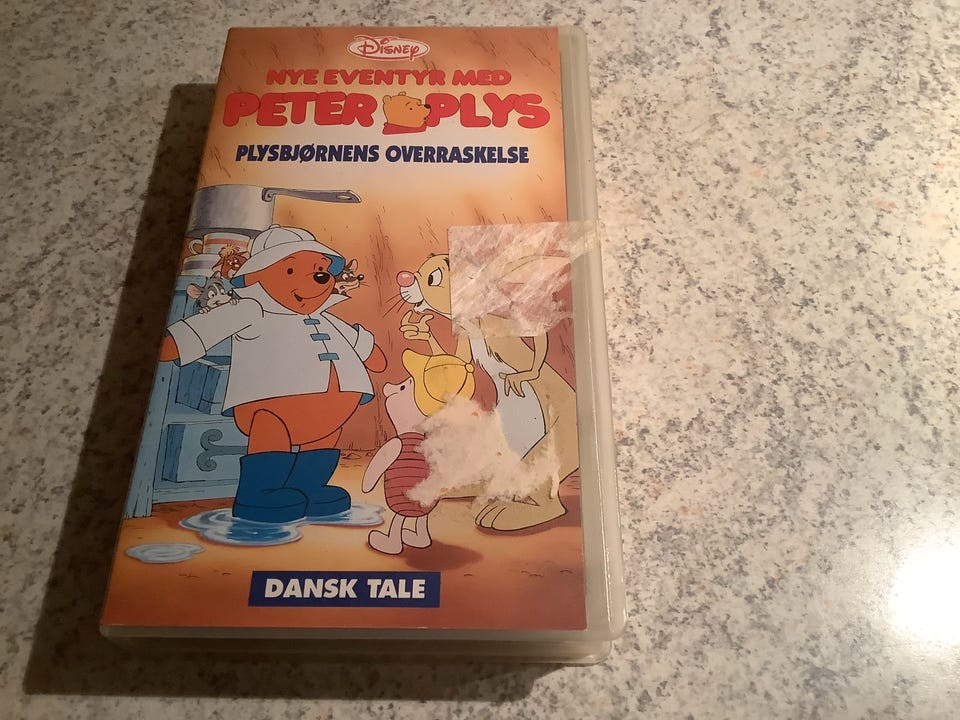 Disney
NYE EVENTYR MED
PETER PLYS
PLYSBJØRNENS OVERRASKELSE
DANSK TALE